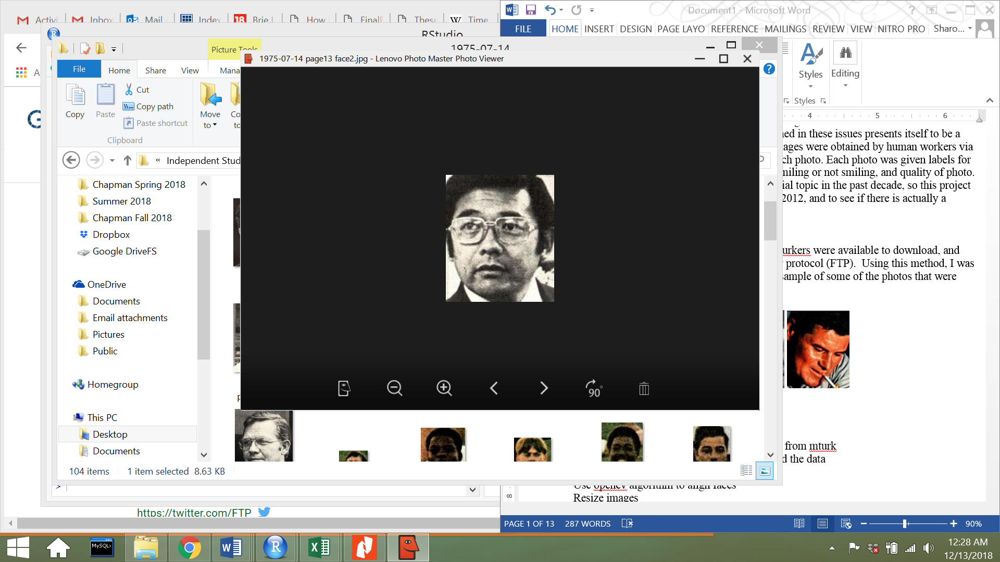 Activi
Inbox
Mail -
Index
18
Brie L
How
FinalP
These
W
Time
Document1 - Microsoft Word
?
FILE
HOME
INSERT
DESIGN
PAGE LAYO
REFERENCE
MAILINGS
REVIEW
VIEW
NITRO PRO
Sharo...
RStudio
Picture Tools
1975-07-14
1975-07-14 page13 face2.jpg - Lenovo Photo Master Photo Viewer
File
Home
Share
View
Mana
?
Copy
Paste
Cut
Copy path
Paste shortcut
Move
to
Co
to
Clipboard
Styles
Editing
Styles
4
5
6
A
G
« Independent Stud
Chapman Spring 2018
Summer 2018
Chapman Fall 2018
Dropbox
Google DriveFS
OneDrive
Documents
Email attachments
Pictures
Public
Homegroup
This PC
Desktop
Documents
104 items
1 item selected 8.63 KB
90°
ned in these issues presents itself to be a
ages were obtained by human workers via
ch photo. Each photo was given labels for
miling or not smiling, and quality of photo.
ial topic in the past decade, so this project
2012, and to see if there is actually a
urkers were available to download, and
protocol (FTP). Using this method, I was
sample of some of the photos that were
from mturk
d the data
Use opencv algorithm to align faces
Resize images
8
>
https://twitter.com/FTP
PAGE 1 OF 13
287 WORDS
90%
MySQL>
12:28 AM
12/13/2018